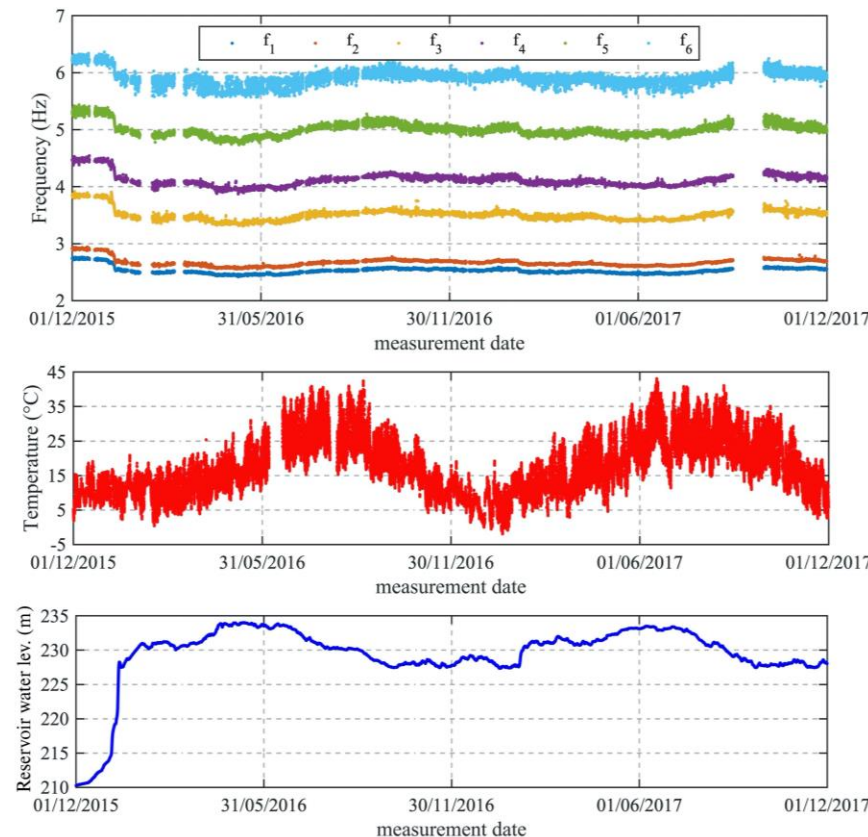 7
f₁ f₂ f₃ f₄ f₅ f₆
6
5
4
3
2
Frequency (Hz)
01/12/2015 31/05/2016 30/11/2016 01/06/2017 01/12/2017
measurement date
45
35
25
15
5
-5
Temperature (°C)
01/12/2015 31/05/2016 30/11/2016 01/06/2017 01/12/2017
measurement date
235
230
225
220
215
210
Reservoir water lev. (m)
01/12/2015 31/05/2016 30/11/2016 01/06/2017 01/12/2017
measurement date